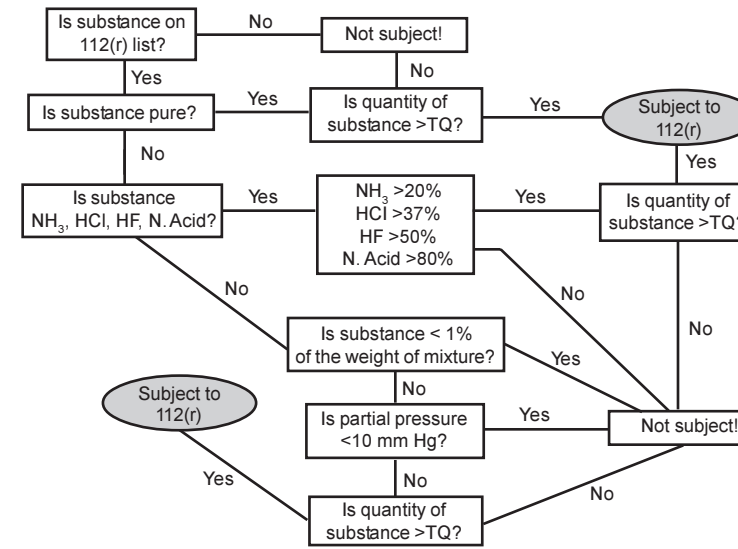 Is substance on
112(r) list?
No
Not subject!
Yes
No
Is substance pure?
Yes
Is quantity of
substance >TQ?
Yes
Subject to
112(r)
No
Yes
Is substance
NH₃, HCl, HF, N. Acid?
Yes
NH₃ >20%
HCl >37%
HF >50%
N. Acid >80%
Yes
Is quantity of
substance >TQ?
No
No
No
Is substance < 1%
of the weight of mixture?
Yes
Subject to
112(r)
No
Is partial pressure
<10 mm Hg?
Yes
Not subject!
Yes
No
Is quantity of
substance >TQ?
No